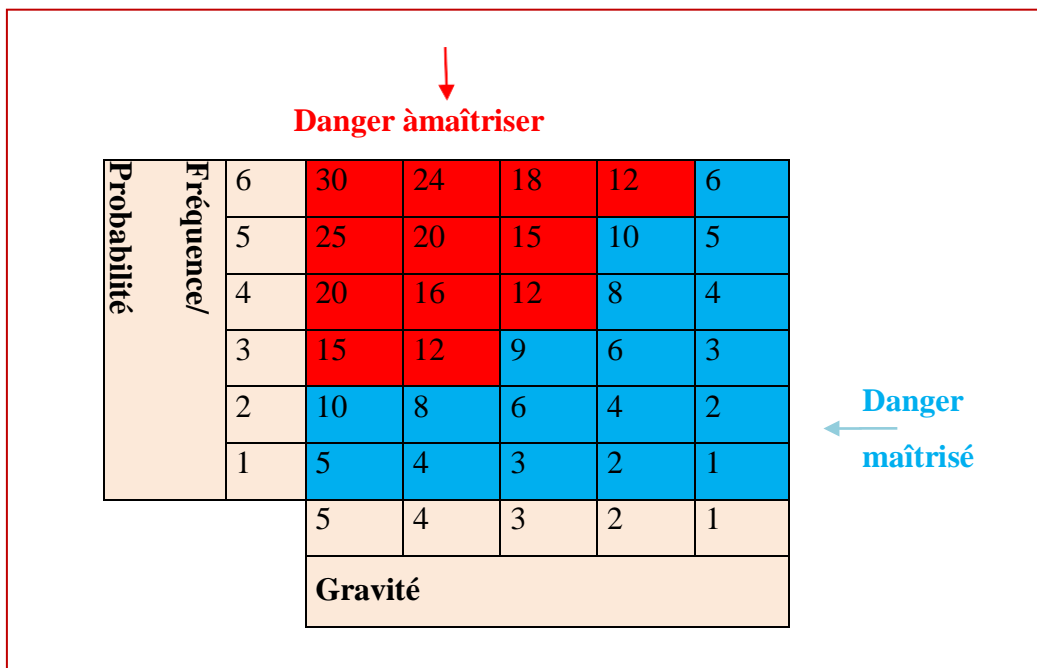 Danger àmaîtriser
Fréquence/
Probabilité
6 30 24 18 12 6
5 25 20 15 10 5
4 20 16 12 8 4
3 15 12 9 6 3
2 10 8 6 4 2
1 5 4 3 2 1
5 4 3 2 1
Gravité
Danger
maîtrisé